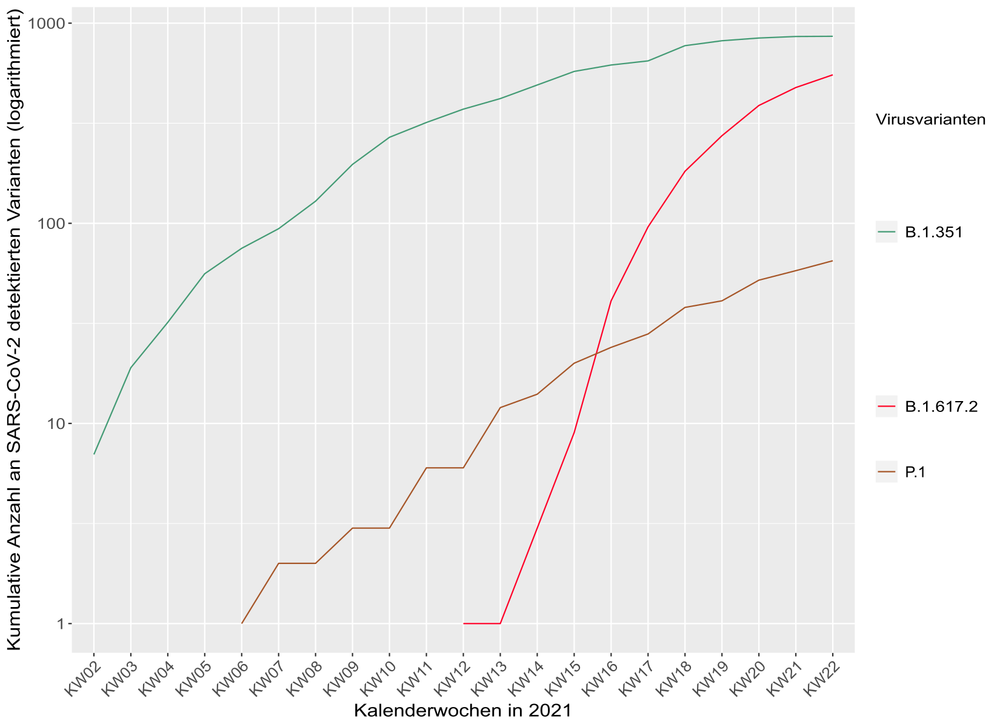 Kumulative Anzahl an SARS-CoV-2 detektierten Varianten (logarithmiert)
1000
100
10
1
KW02
KW03
KW04
KW05
KW06
KW07
KW08
KW09
KW10
KW11
KW12
KW13
KW14
KW15
KW16
KW17
KW18
KW19
KW20
KW21
KW22
Kalenderwochen in 2021
Virusvarianten
B.1.351
B.1.617.2
P.1